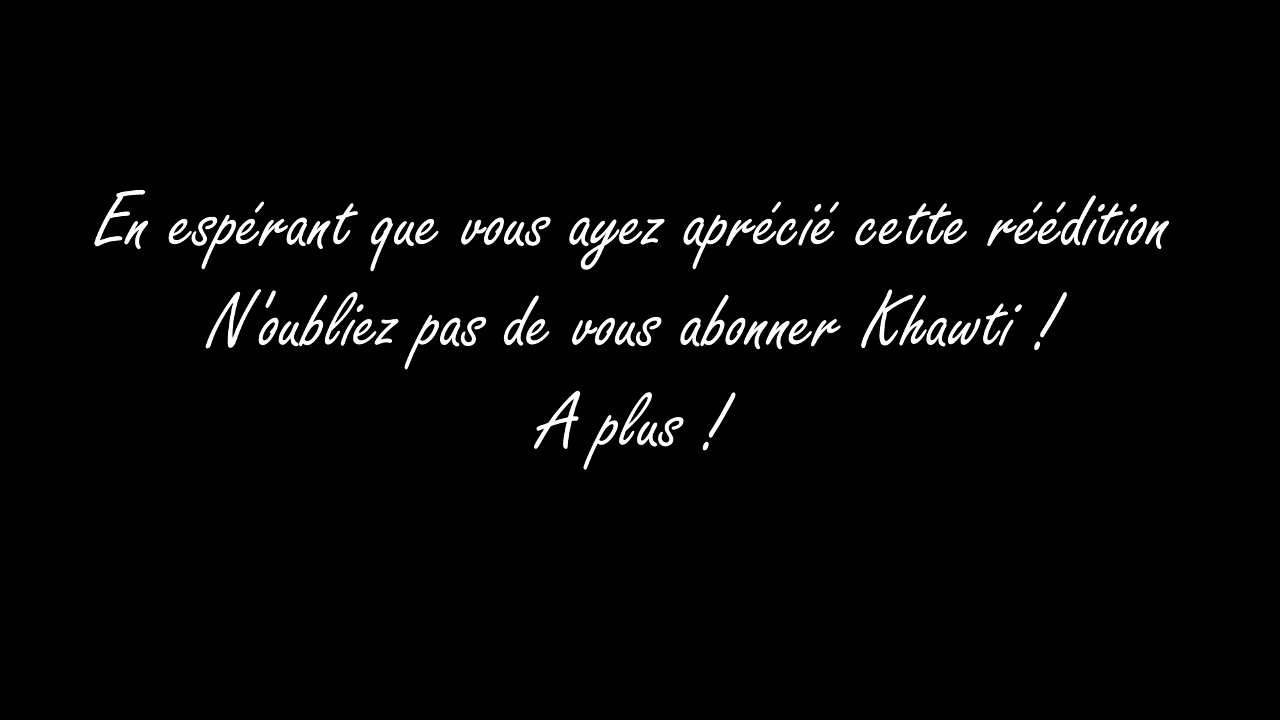 En espérant que vous ayez aprécié cette réédition
N'oubliez pas de vous abonner Khawti !
A plus !